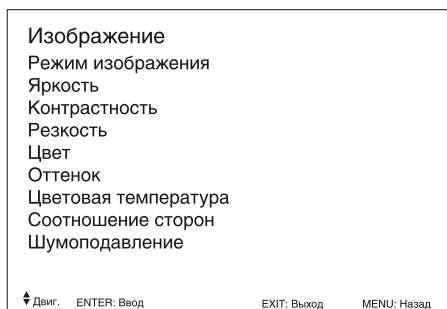 Изображение
Режим изображения
Яркость
Контрастность
Резкость
Цвет
Оттенок
Цветовая температура
Соотношение сторон
Шумоподавление
Двиг. ENTER: Ввод EXIT: Выход MENU: Назад